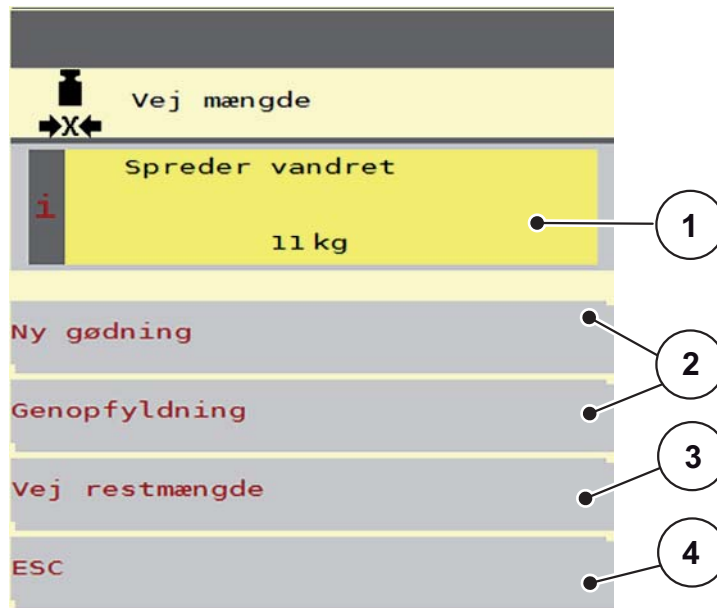 Vej mængde
X
Spreder vandret
i
11 kg
1
Ny gødning
2
Genopfyldning
3
Vej restmængde
4
ESC